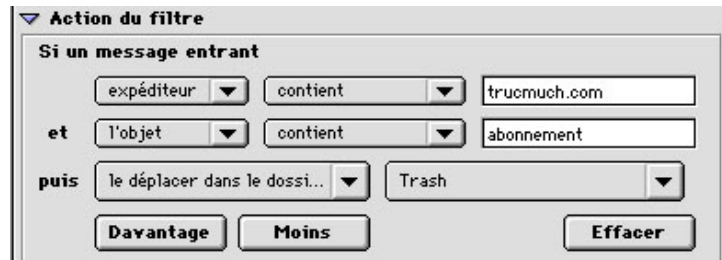 Action du filtre
Si un message entrant
expéditeur contient trucmuch.com
et l'objet contient abonnement
puis le déplacer dans le dossi... Trash
Davantage Moins Effacer